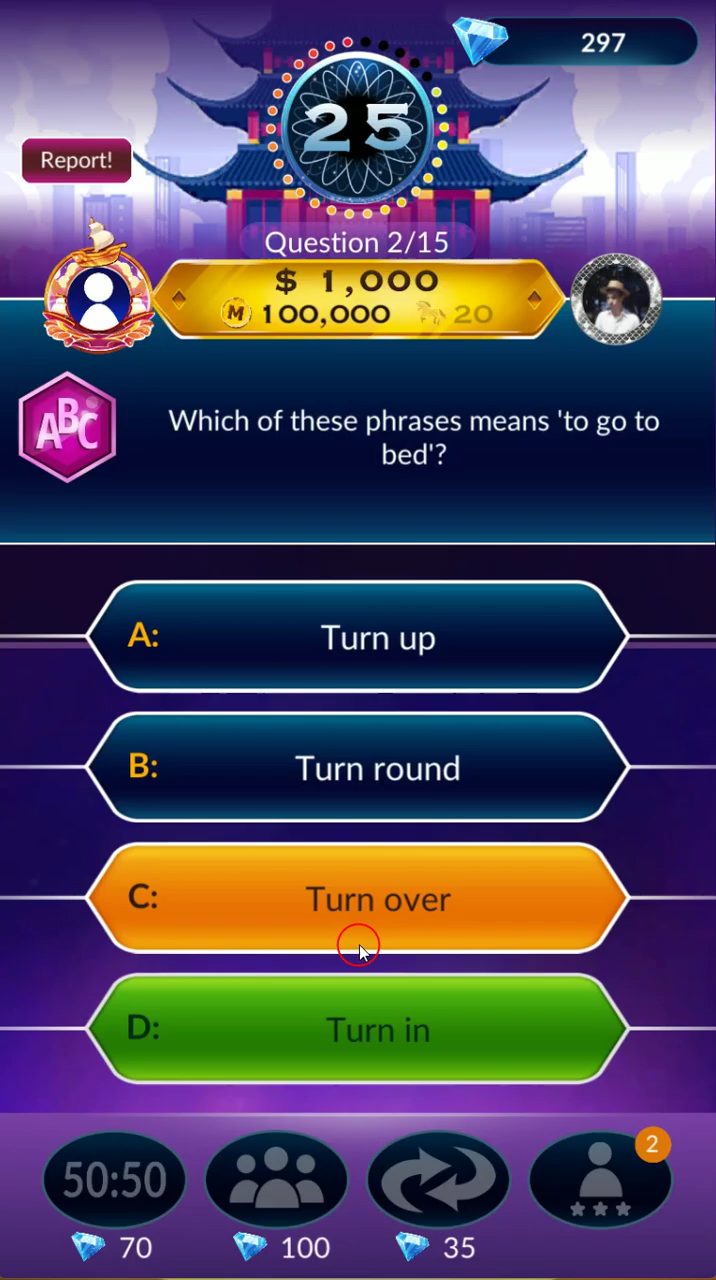 297
25
Report!
Question 2/15
$ 1,000
M 100,000 20
ABC
Which of these phrases means 'to go to
bed'?
A: Turn up
B: Turn round
C: Turn over
D: Turn in
2
50:50
70 100 35